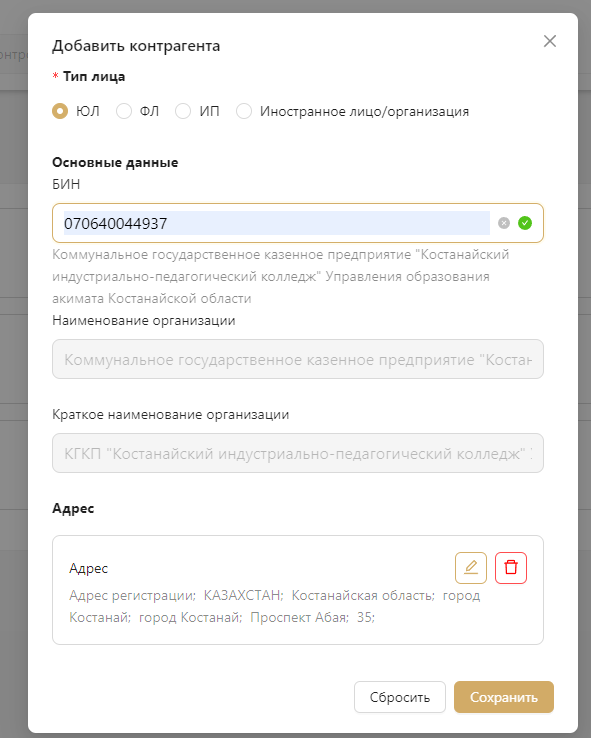 Добавить контрагента
* Тип лица
ЮЛ ФЛ ИП Иностранное лицо/организация
Основные данные
БИН
070640044937
Коммунальное государственное казенное предприятие "Костанайский
индустриально-педагогический колледж" Управления образования
акимата Костанайской области
Наименование организации
Коммунальное государственное казенное предприятие "Костан
Краткое наименование организации
КГКП "Костанайский индустриально-педагогический колледж"
Адрес
Адрес
Адрес регистрации; КАЗАХСТАН; Костанайская область; город
Костанай; город Костанай; Проспект Абая; 35;
Сбросить Сохранить